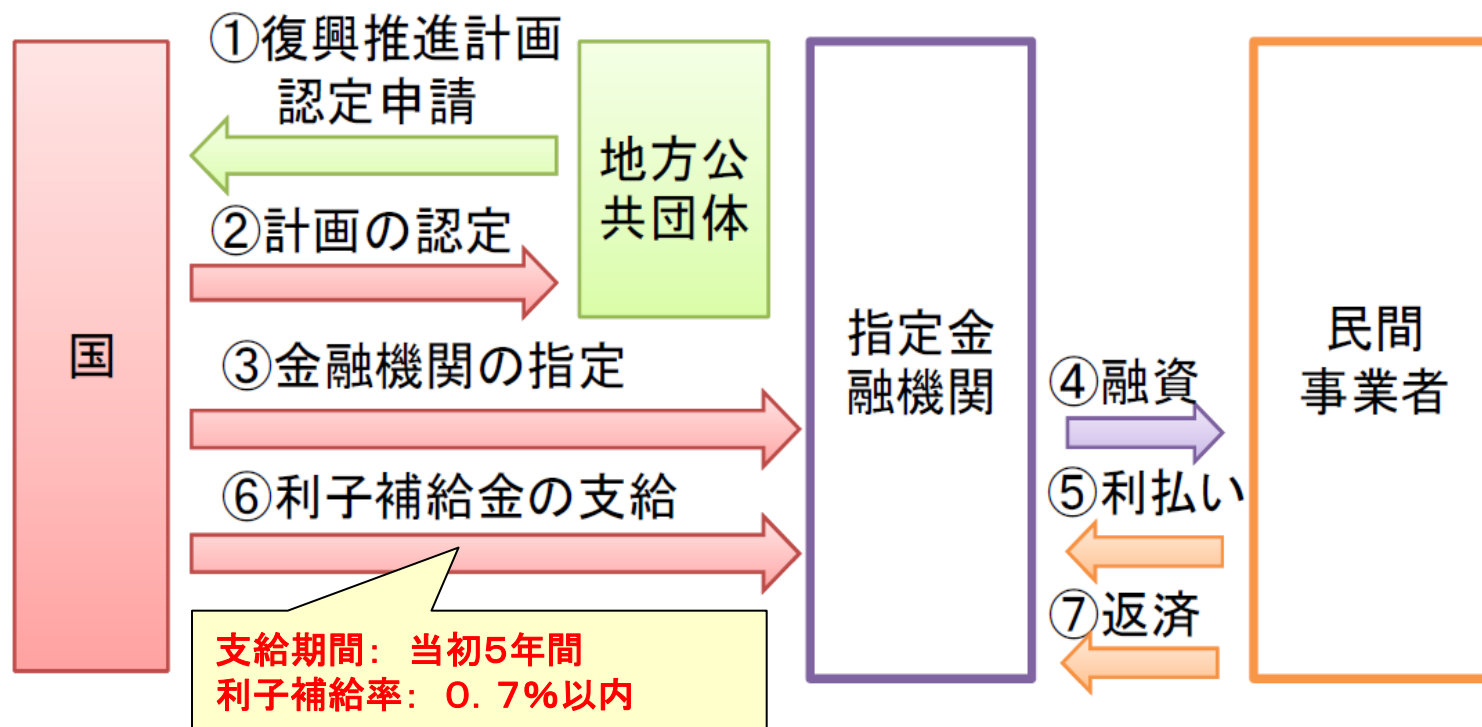 ①復興推進計画
認定申請
地方公
共団体
②計画の認定
国
③金融機関の指定
指定金
融機関
④融資
民間
事業者
⑤利払い
⑥利子補給金の支給
⑦返済
支給期間： 当初5年間
利子補給率： ０．７％以内